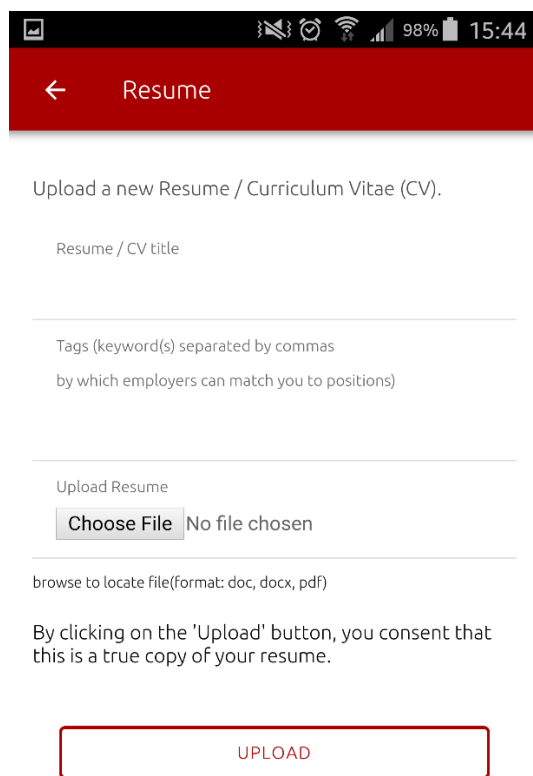 98% 15:44
Resume
Upload a new Resume / Curriculum Vitae (CV).
Resume / CV title
Tags (keyword(s) separated by commas
by which employers can match you to positions)
Upload Resume
Choose File No file chosen
browse to locate file(format: doc, docx, pdf)
By clicking on the 'Upload' button, you consent that
this is a true copy of your resume.
UPLOAD